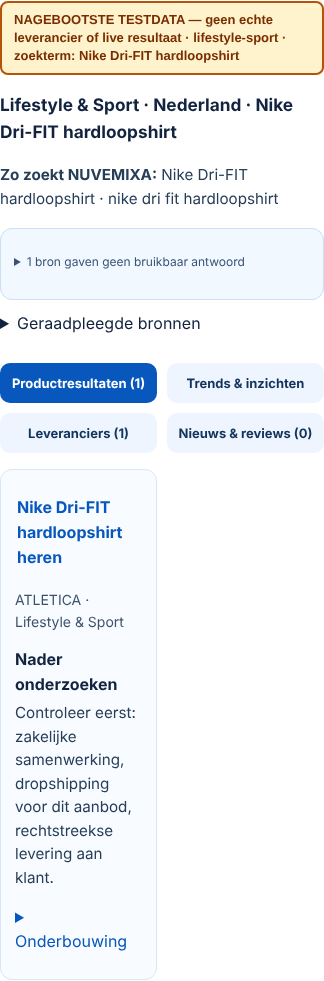 NAGEBOOTSTE TESTDATA — geen echte
leverancier of live resultaat · lifestyle-sport ·
zoekterm: Nike Dri-FIT hardloopshirt
Lifestyle & Sport · Nederland · Nike
Dri-FIT hardloopshirt
Zo zoekt NUVEMIXA: Nike Dri-FIT
hardloopshirt · nike dri fit hardloopshirt
1 bron gaven geen bruikbaar antwoord
Geraadpleegde bronnen
Productresultaten (1)
Trends & inzichten
Leveranciers (1)
Nieuws & reviews (0)
Nike Dri-FIT
hardloopshirt
heren
ATLETICA ·
Lifestyle & Sport
Nader
onderzoeken
Controleer eerst:
zakelijke
samenwerking,
dropshipping
voor dit aanbod,
rechtstreekse
levering aan
klant.
Onderbouwing